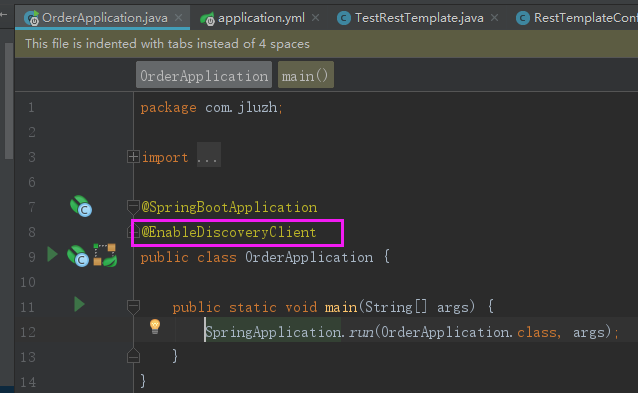 OrderApplication.java application.yml TestRestTemplate.java RestTemplateConf
This file is indented with tabs instead of 4 spaces
OrderApplication main()
1 package com.jluzh;
2
3 import ...
6
7 @SpringBootApplication
8 @EnableDiscoveryClient
9 public class OrderApplication {
10
11 public static void main(String[] args) {
12 SpringApplication.run(OrderApplication.class, args);
13 }
14 }